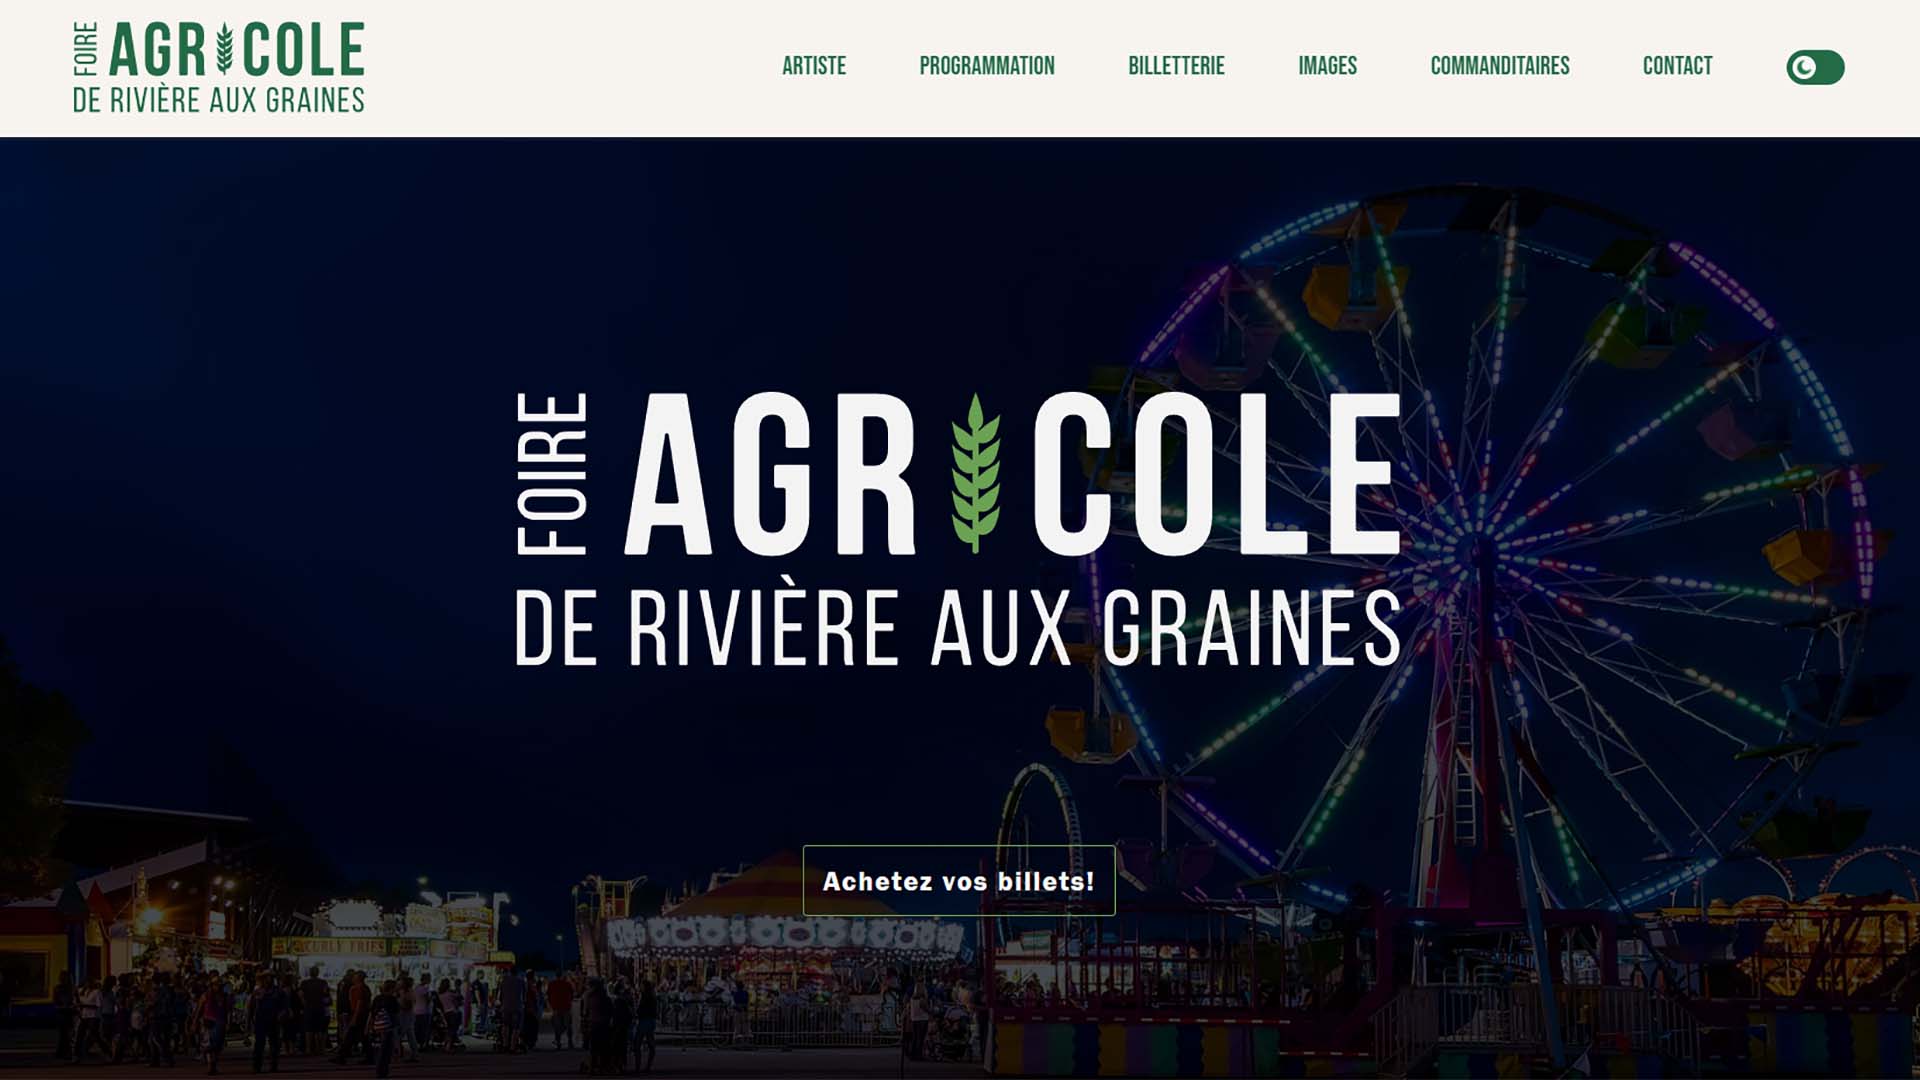 FOIRE AGRICOLE
DE RIVIÈRE AUX GRAINES
ARTISTE
PROGRAMMATION
BILLETTERIE
IMAGES
COMMANDITAIRES
CONTACT
FOIRE AGRICOLE
DE RIVIÈRE AUX GRAINES
Achetez vos billets!
CURLY FRIES